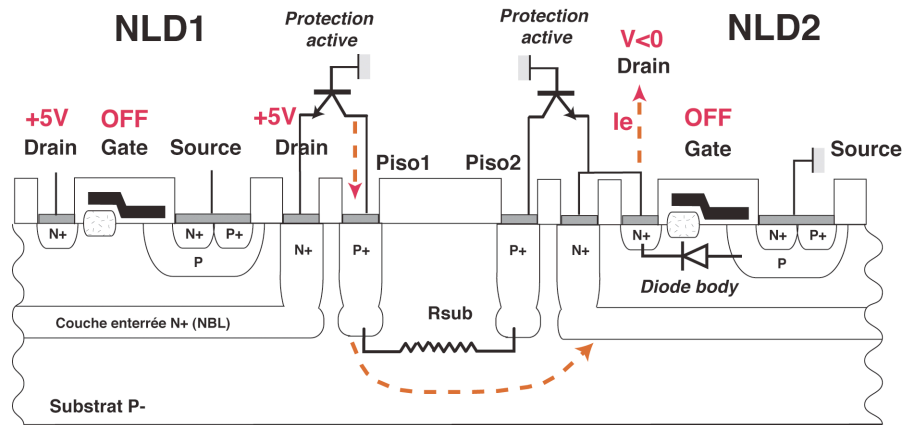 NLD1
Protection
active
Protection
active
V<0
Drain
NLD2
+5V
Drain
OFF
Gate
Source
+5V
Drain
Piso1
Piso2
Ie
OFF
Gate
Source
N+
N+
P+
P
N+
P+
P+
N+
N+
N+
P+
P
Diode body
Couche enterrée N+ (NBL)
Rsub
Substrat P-